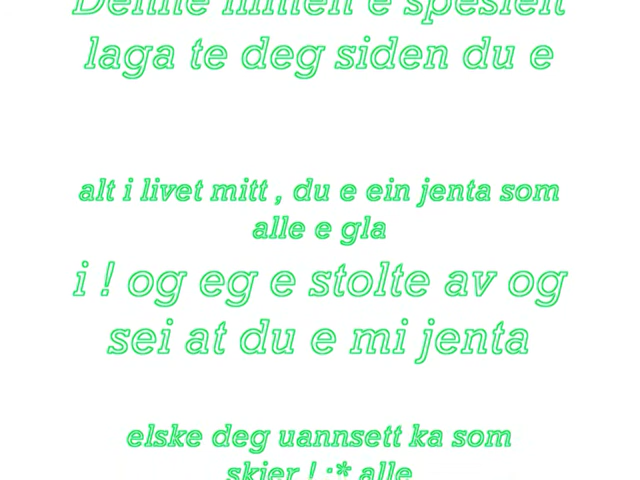 Denne filmen e spesielt
laga te deg siden du e
alt i livet mitt , du e ein jenta som
alle e gla
i ! og eg e stolte av og
sei at du e mi jenta
elske deg uannsett ka som
skjer ! :* alle